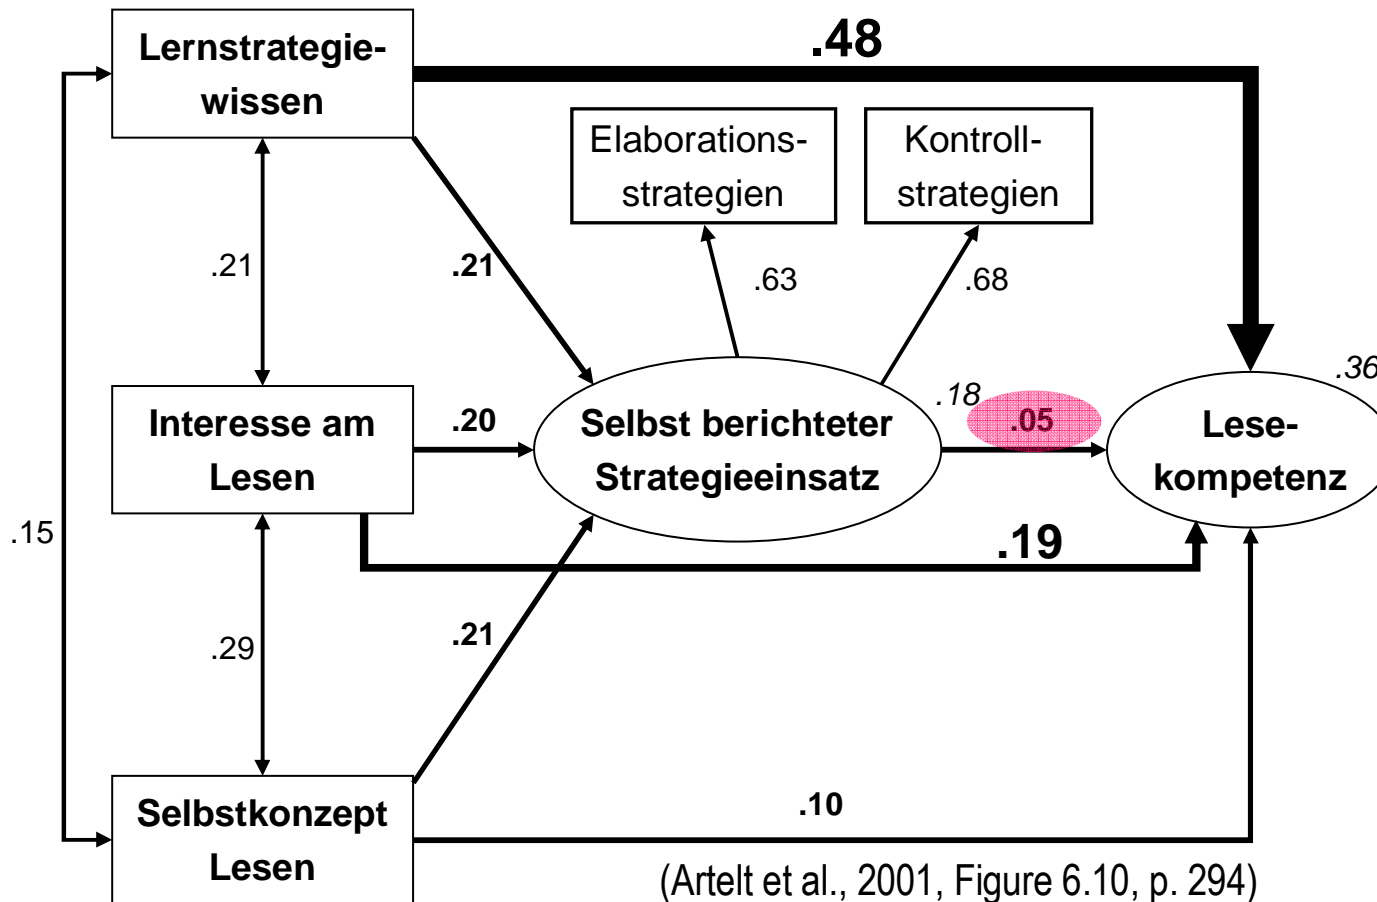 Lernstrategie-
wissen
.48
Elaborations-
strategien
Kontroll-
strategien
.21
.21
.63
.68
.36
Interesse am
Lesen
.20
Selbst berichteter
Strategieeinsatz
.18
.05
Lese-
kompetenz
.15
.19
.29
.21
Selbstkonzept
Lesen
.10
(Artelt et al., 2001, Figure 6.10, p. 294)